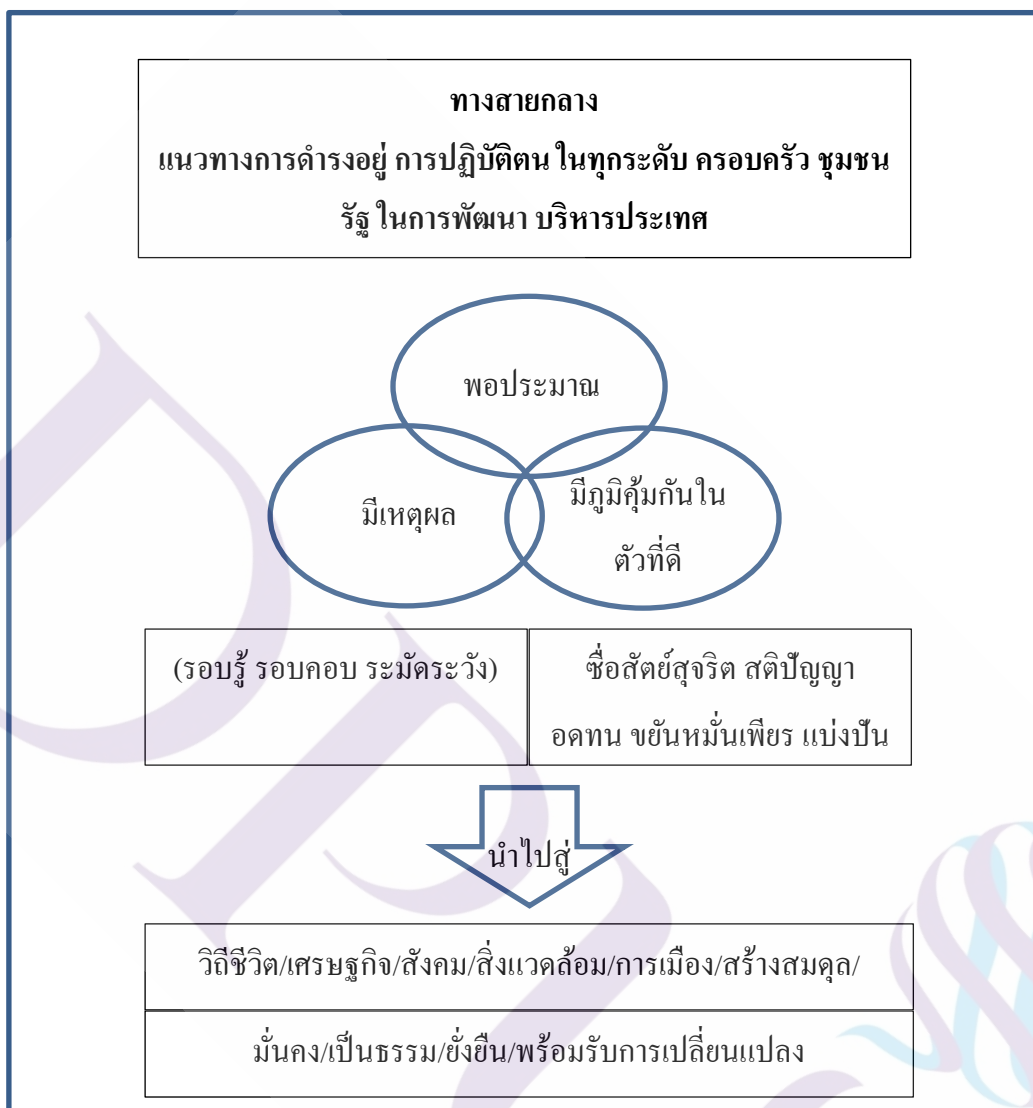 ทางสายกลาง
แนวทางการดำรงอยู่ การปฏิบัติตน ในทุกระดับ ครอบครัว ชุมชน
รัฐ ในการพัฒนา บริหารประเทศ
พอประมาณ
มีเหตุผล
มีภูมิคุ้มกันใน
ตัวที่ดี
(รอบรู้ รอบคอบ ระมัดระวัง)
ซื่อสัตย์สุจริต สติปัญญา
อดทน ขยันหมั่นเพียร แบ่งปัน
นำไปสู่
วิถีชีวิต/เศรษฐกิจ/สังคม/สิ่งแวดล้อม/การเมือง/สร้างสมดุล/
มั่นคง/เป็นธรรม/ยั่งยืน/พร้อมรับการเปลี่ยนแปลง